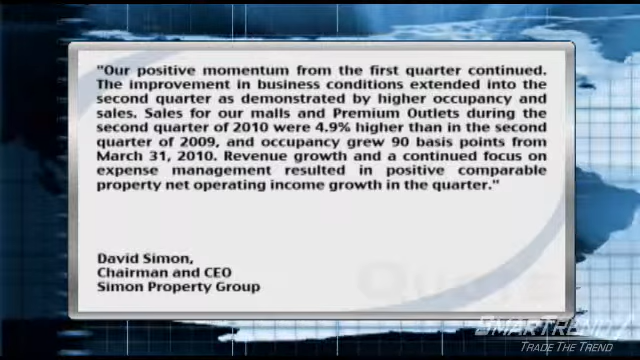 "Our positive momentum from the first quarter continued.
The improvement in business conditions extended into the
second quarter as demonstrated by higher occupancy and
sales. Sales for our malls and Premium Outlets during the
second quarter of 2010 were 4.9% higher than in the second
quarter of 2009, and occupancy grew 90 basis points from
March 31, 2010. Revenue growth and a continued focus on
expense management resulted in positive comparable
property net operating income growth in the quarter."
David Simon,
Chairman and CEO
Simon Property Group
Quote
SMARTREND
TRADE THE TREND